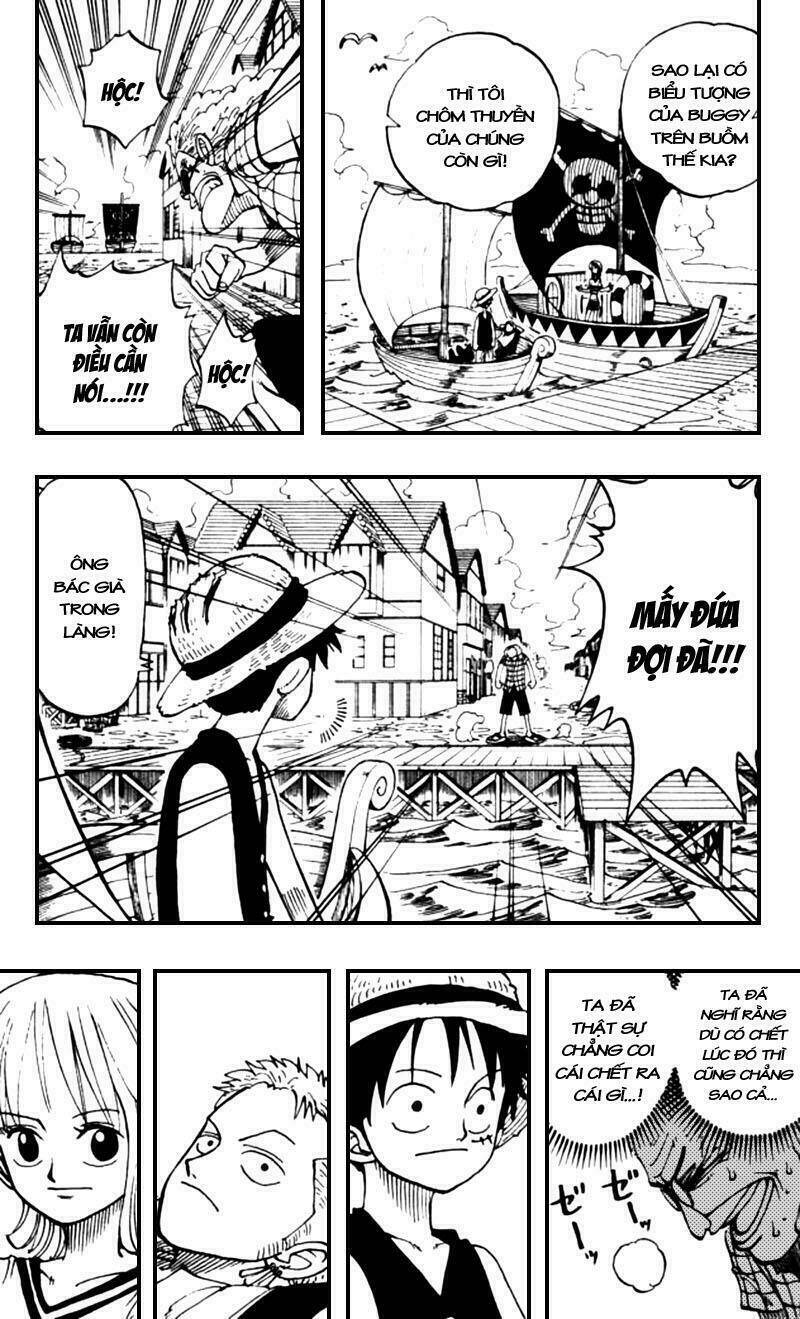 SAO LẠI CÓ
BIỂU TƯỢNG
CỦA BUGGY
TRÊN BUỒM
THẾ KIA?
THÌ TÔI
CHÔM THUYỀN
CỦA CHÚNG
CÒN GÌ!
HỘC!
HỘC!
TA VẪN CÒN
ĐIỀU CẦN
NÓI...!!!
MẤY ĐỨA
ĐỢI ĐÃ!!!
ÔNG
BÁC GIÀ
TRONG
LÀNG!
TA ĐÃ
NGHĨ RẰNG
DÙ CÓ CHẾT
LÚC ĐÓ THÌ
CŨNG CHẲNG
SAO CẢ...
TA ĐÃ
THẬT SỰ
CHẲNG COI
CÁI CHẾT RA
CÁI GÌ...!
ゼーッ
ゼーッ